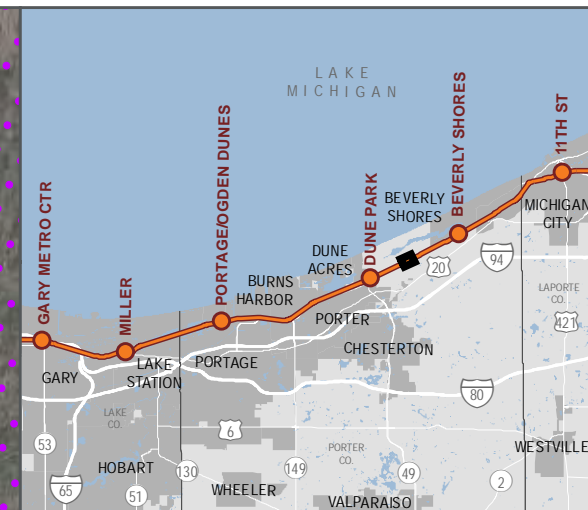 LAKE
MICHIGAN
GARY METRO CTR
MILLER
PORTAGE/OGDEN DUNES
DUNE PARK
BEVERLY SHORES
11TH ST
BEVERLY
SHORES
MICHIGAN
CITY
DUNE
ACRES
BURNS
HARBOR
20
94
LAPORTE
CO.
421
PORTER
CHESTERTON
LAKE
STATION
PORTAGE
GARY
80
LAKE
CO.
6
53
PORTER
CO.
WESTVILLE
HOBART
130
149
49
2
65
51
WHEELER
VALPARAISO